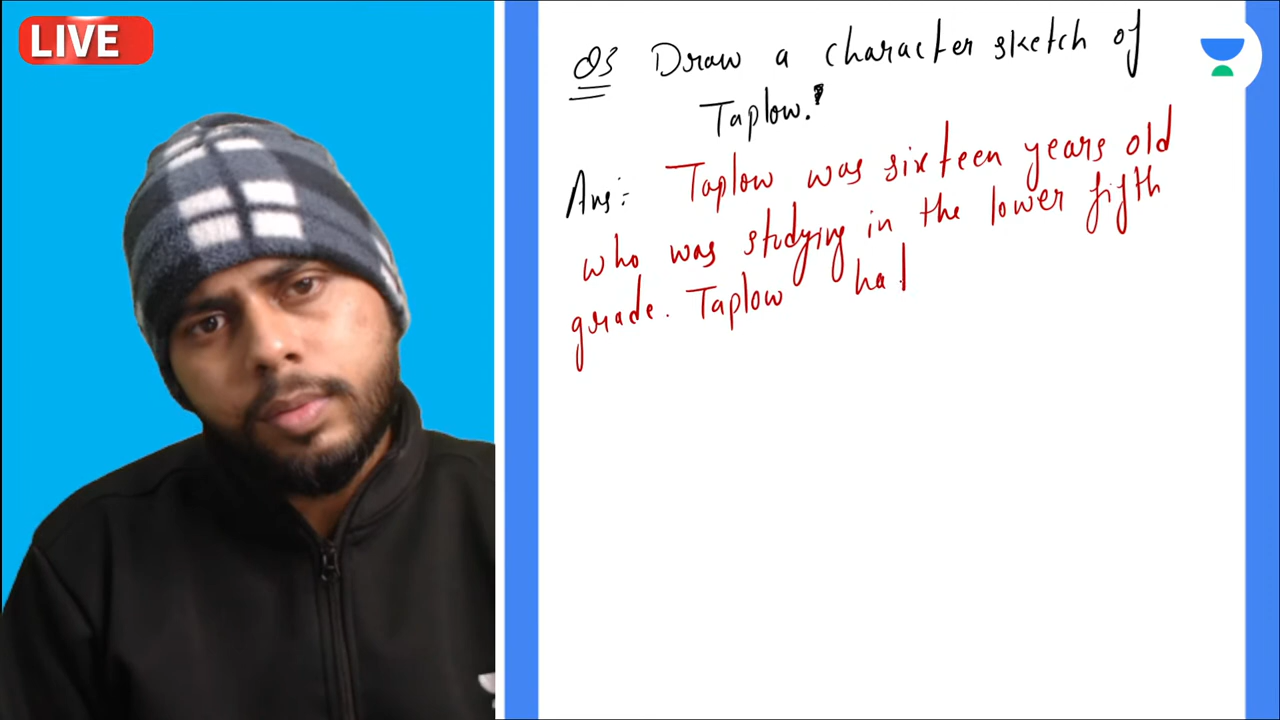 LIVE
Q3 Draw a character sketch of
Taplow.
Ans:- Taplow was sixteen years old
who was studying in the lower fifth
grade. Taplow had